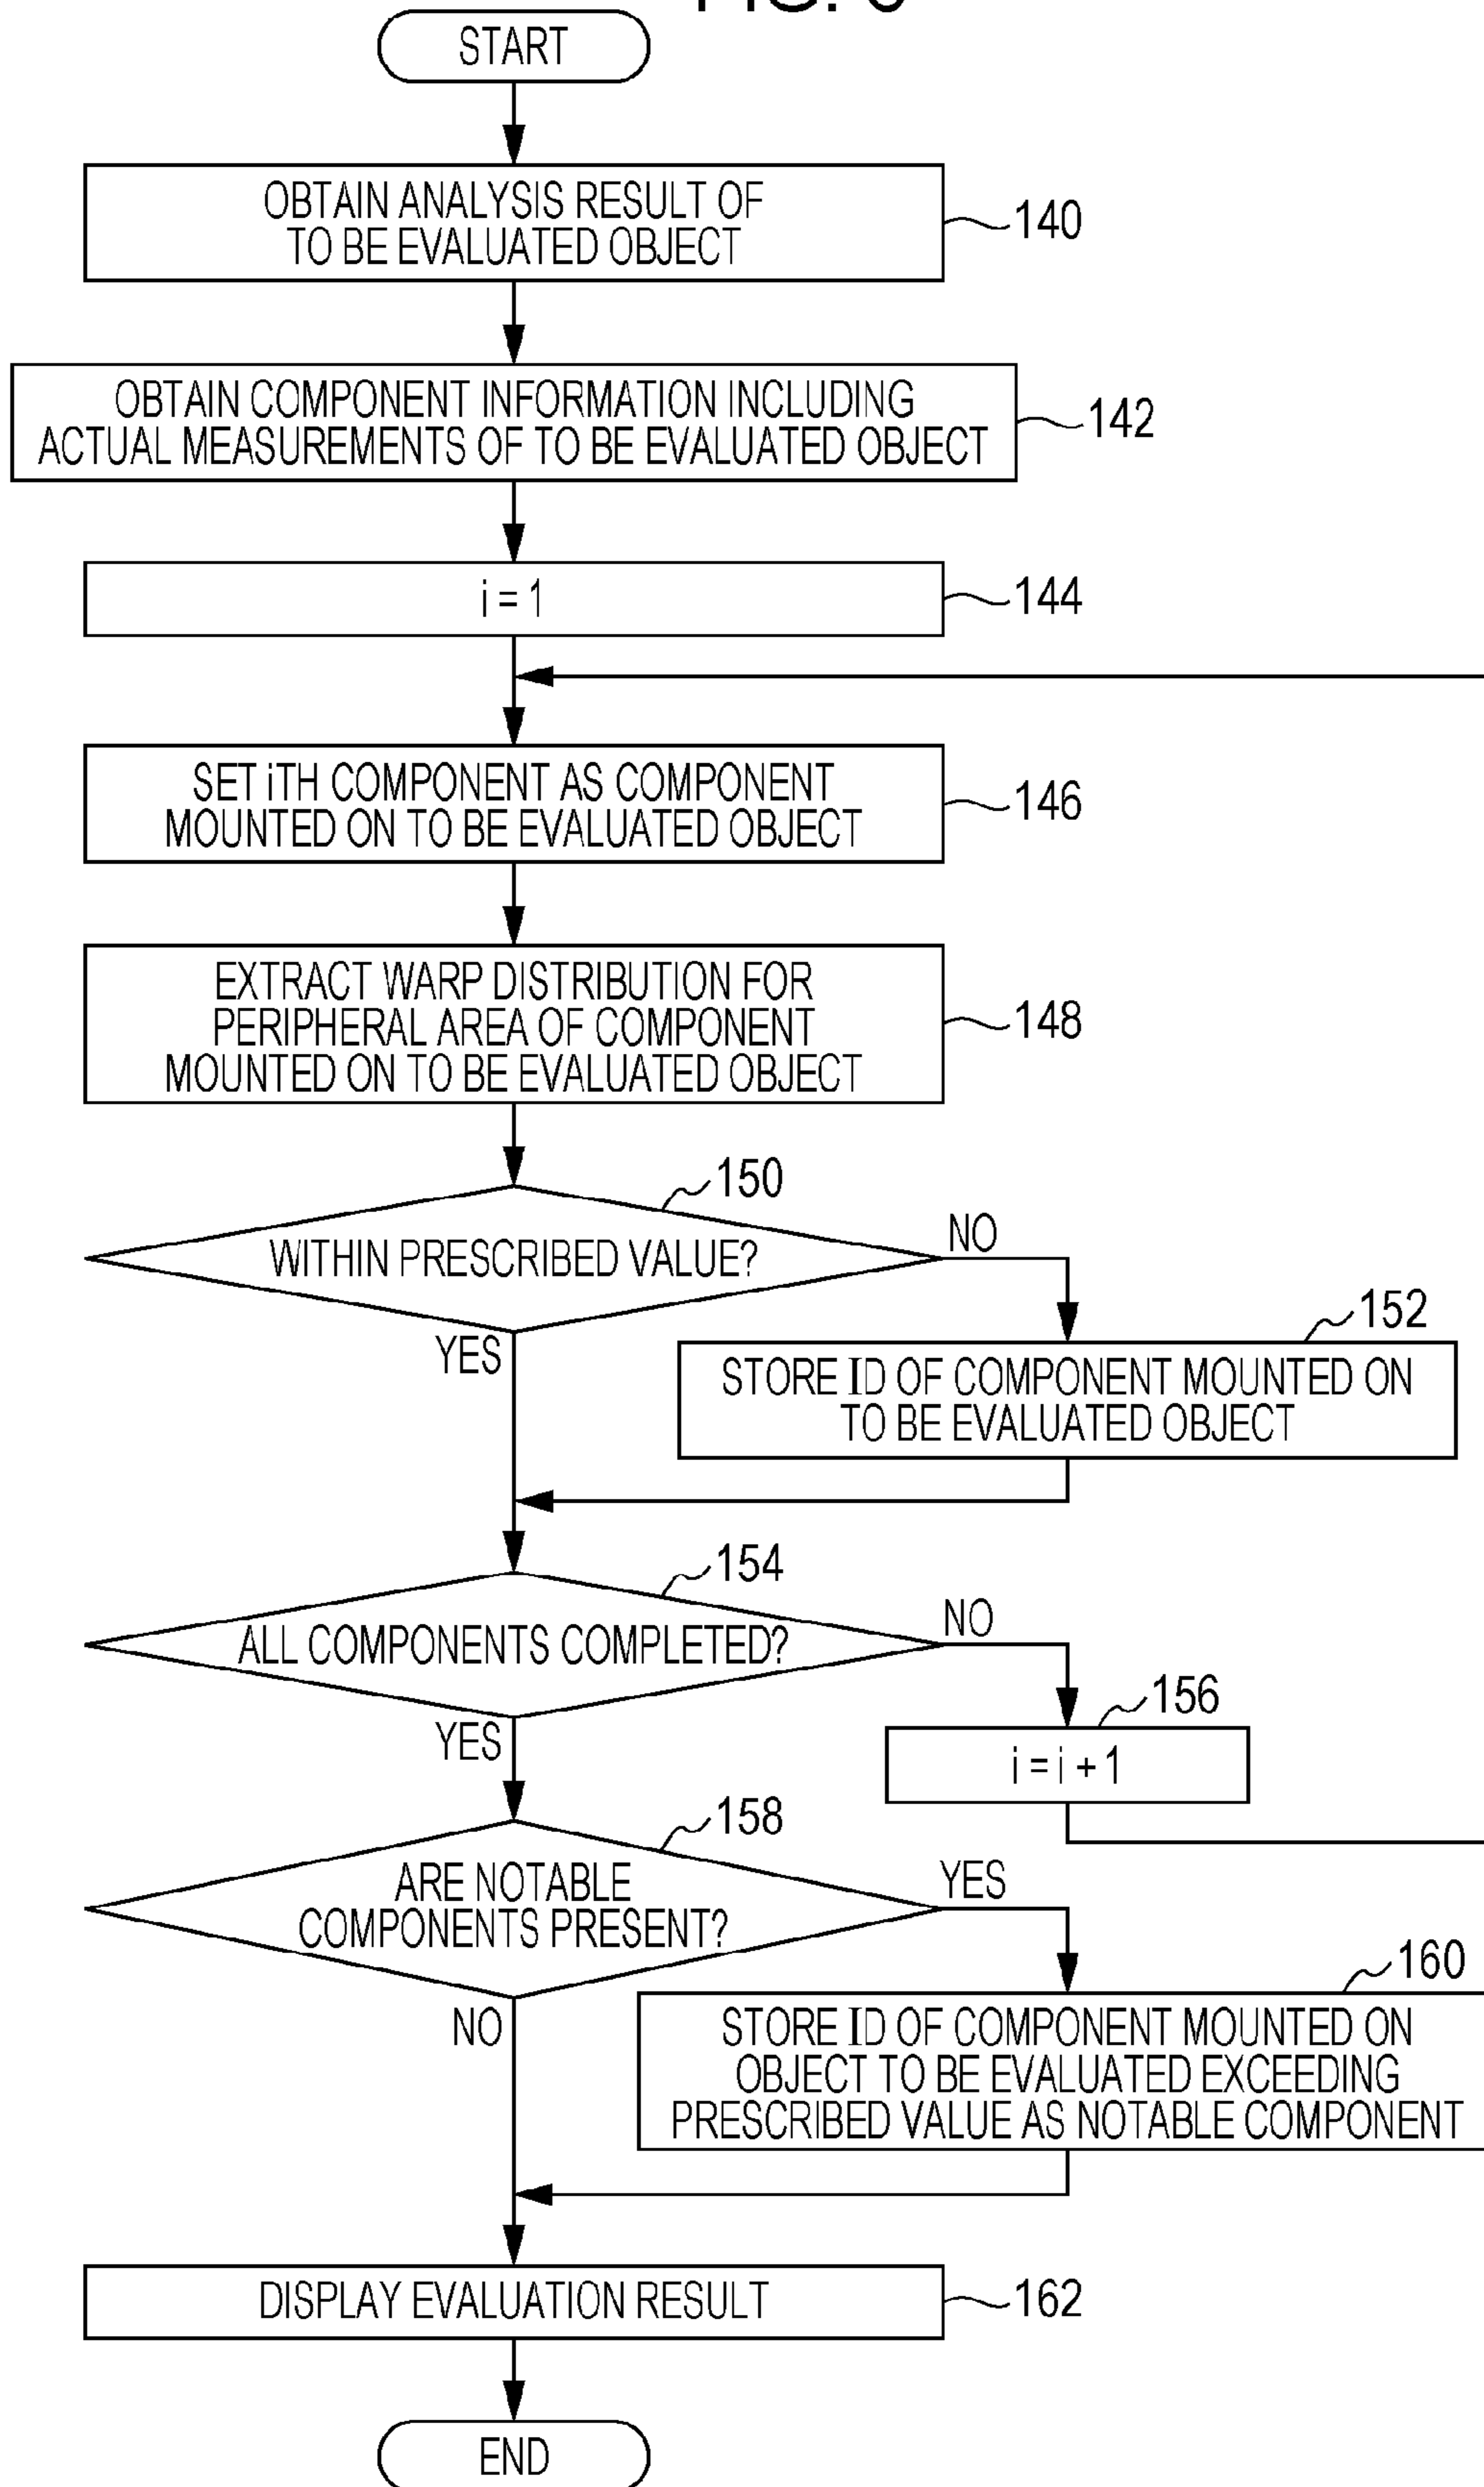 START
OBTAIN ANALYSIS RESULT OF
TO BE EVALUATED OBJECT
140
OBTAIN COMPONENT INFORMATION INCLUDING
ACTUAL MEASUREMENTS OF TO BE EVALUATED OBJECT
142
i = 1
144
SET iTH COMPONENT AS COMPONENT
MOUNTED ON TO BE EVALUATED OBJECT
146
EXTRACT WARP DISTRIBUTION FOR
PERIPHERAL AREA OF COMPONENT
MOUNTED ON TO BE EVALUATED OBJECT
148
150
WITHIN PRESCRIBED VALUE?
NO
YES
152
STORE ID OF COMPONENT MOUNTED ON
TO BE EVALUATED OBJECT
154
ALL COMPONENTS COMPLETED?
NO
YES
156
i = i + 1
158
ARE NOTABLE
COMPONENTS PRESENT?
YES
NO
160
STORE ID OF COMPONENT MOUNTED ON
OBJECT TO BE EVALUATED EXCEEDING
PRESCRIBED VALUE AS NOTABLE COMPONENT
DISPLAY EVALUATION RESULT
162
END